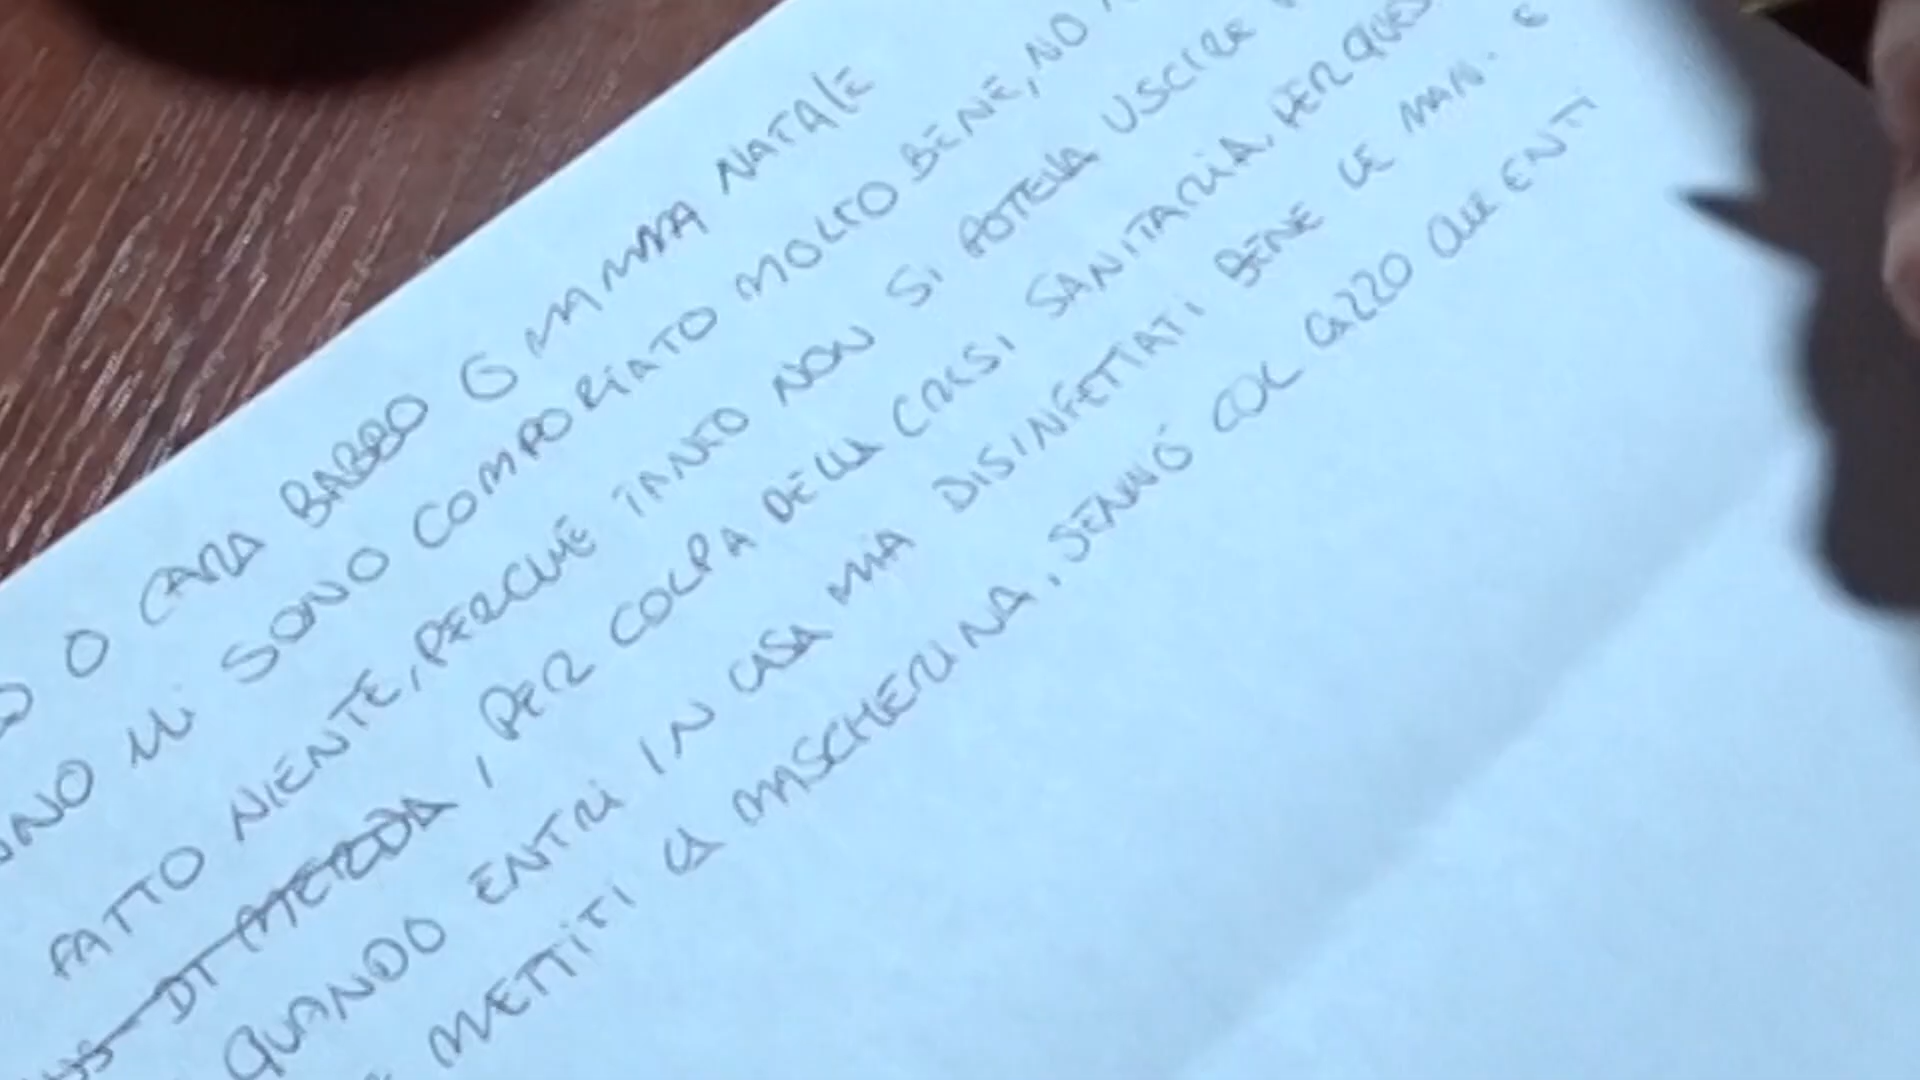 O CARA BABBO O MAMMA NATALE
MI SONO COMPORTATO MOLTO BENE, NO
FATTO NIENTE, PERCHÉ TANTO NON SI POTEVA USCIRE
DI MERDA, PER COLPA DELLA CRISI SANITARIA. PER QUES
QUANDO ENTRI IN CASA MIA DISINFETTATI BENE LE MANI E
METTITI LA MASCHERINA, SENNÓ COL CAZZO CHE ENTRI